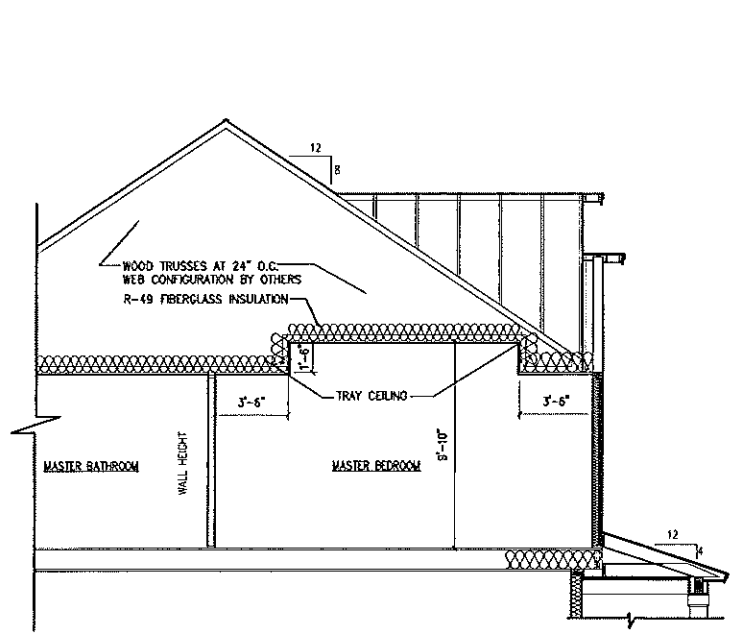 12
8
WOOD TRUSSES AT 24" O.C.
WEB CONFIGURATION BY OTHERS
R-49 FIBERGLASS INSULATION
1'-6"
TRAY CEILING
3'-6"
3'-6"
9'-10"
WALL HEIGHT
MASTER BATHROOM
MASTER BEDROOM
12
4